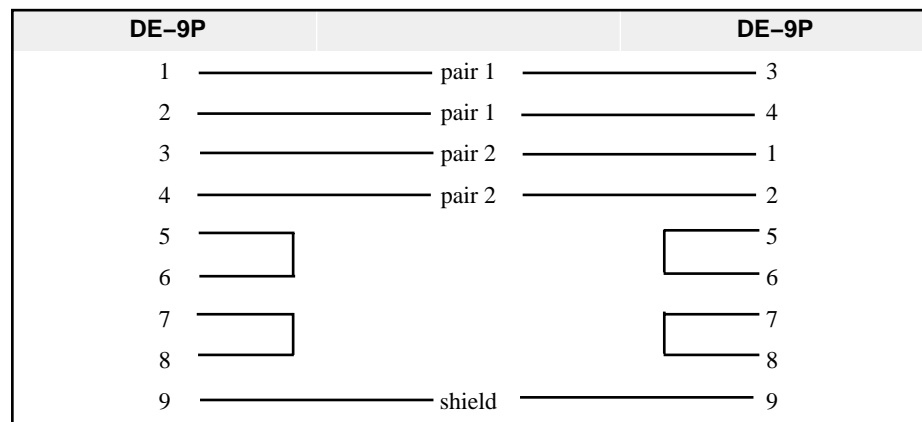 DE–9P DE–9P
1 pair 1 3
2 pair 1 4
3 pair 2 1
4 pair 2 2
5 5
6 6
7 7
8 8
9 shield 9